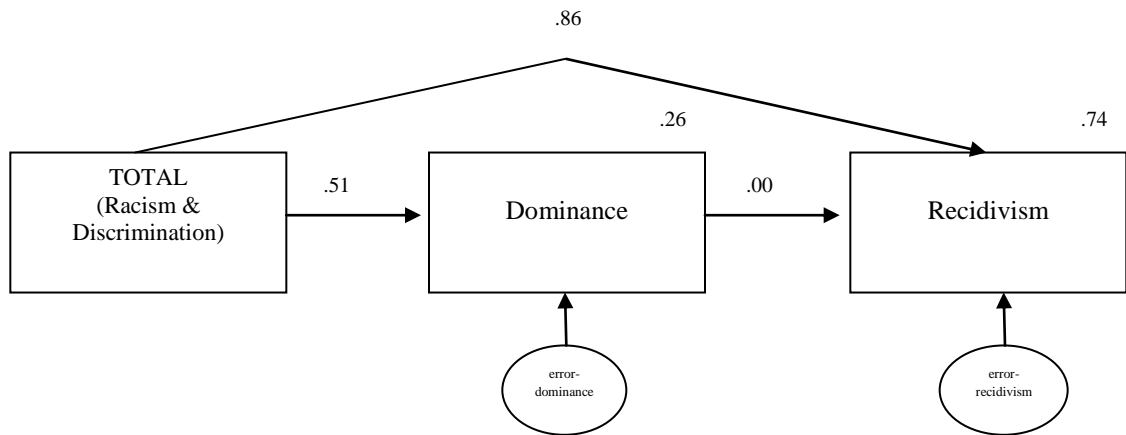 .86
.26
.74
TOTAL
(Racism &
Discrimination)
.51
Dominance
.00
Recidivism
error-
dominance
error-
recidivism